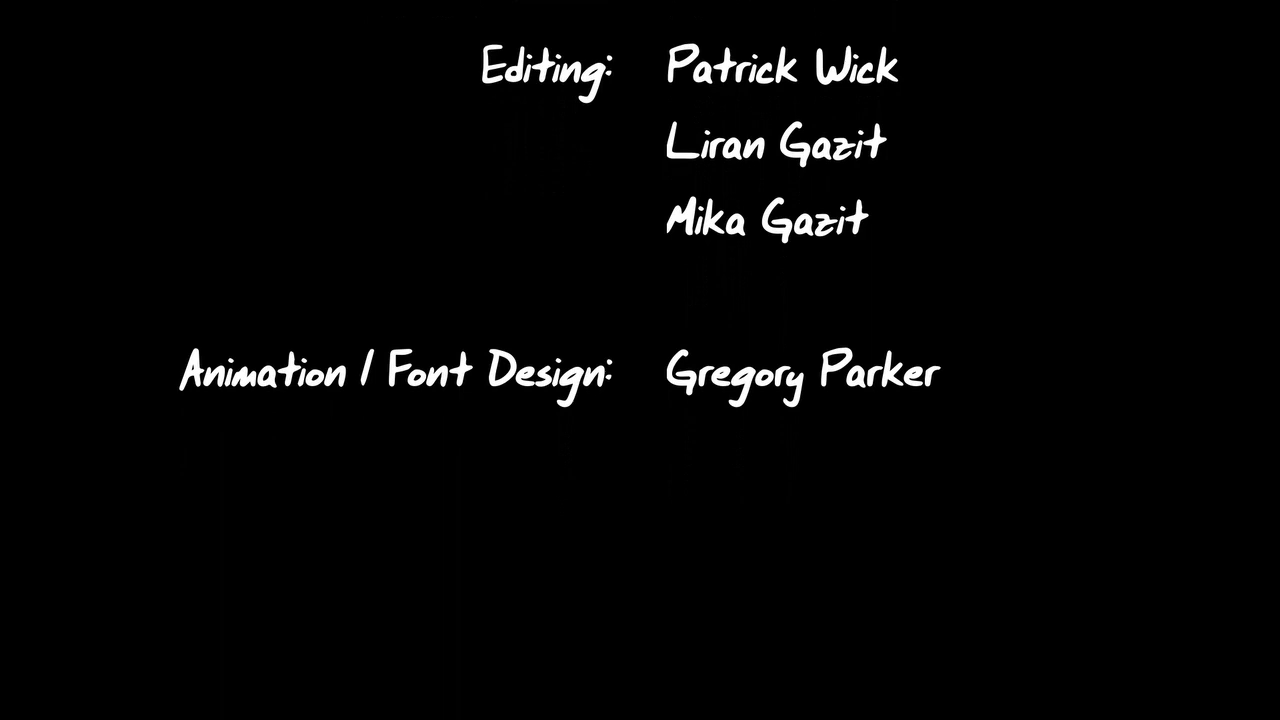 Editing: Patrick Wick
Liran Gazit
Mika Gazit
Animation / Font Design: Gregory Parker